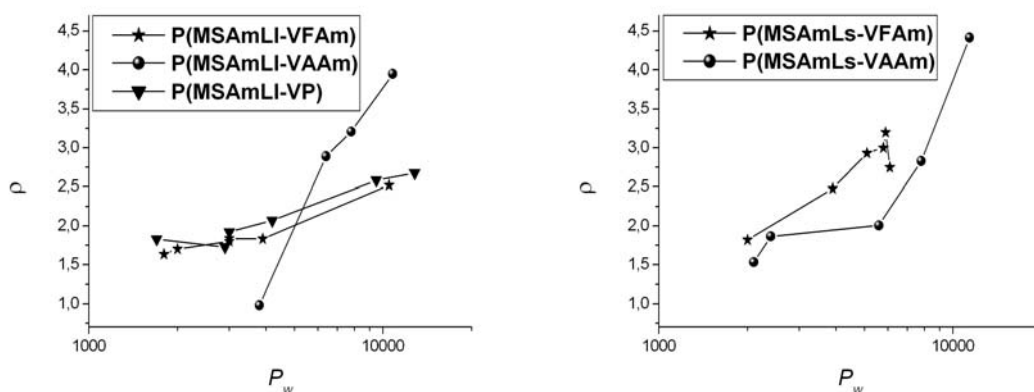 4,5
4,0
3,5
3,0
2,5
2,0
1,5
1,0
ρ
P(MSAmLI-VFAm)
P(MSAmLI-VAAm)
P(MSAmLI-VP)
1000
10000
P_w
4,5
4,0
3,5
3,0
2,5
2,0
1,5
1,0
ρ
P(MSAmLs-VFAm)
P(MSAmLs-VAAm)
1000
10000
P_w